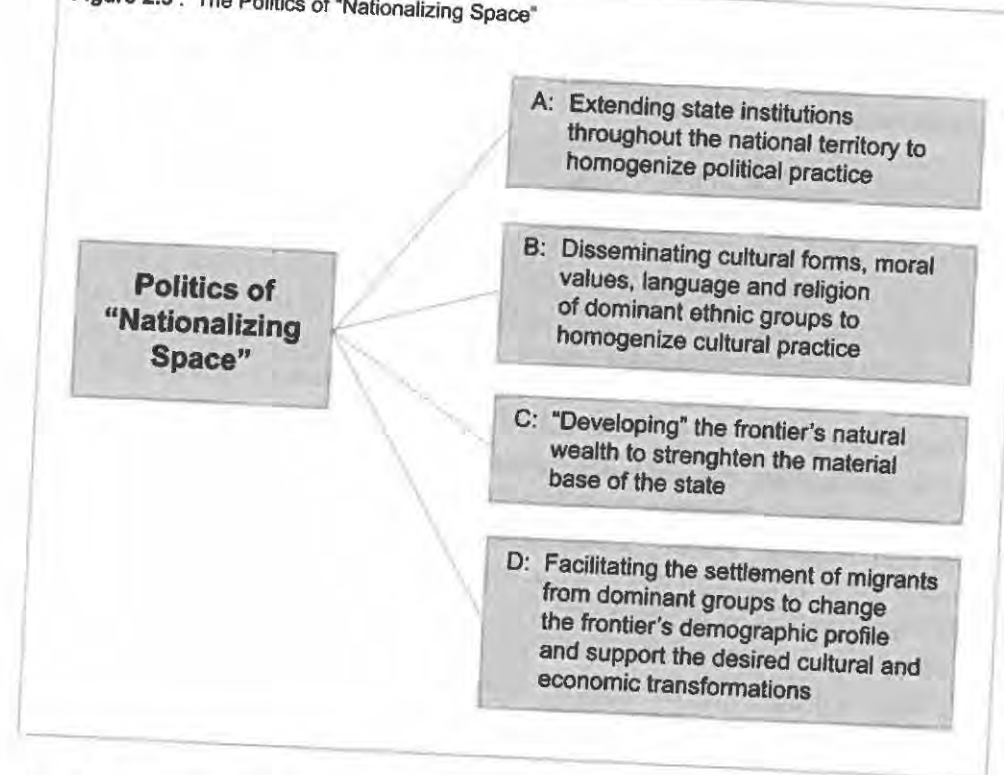 The Politics of "Nationalizing Space"
Politics of
“Nationalizing
Space”
A: Extending state institutions
throughout the national territory to
homogenize political practice
B: Disseminating cultural forms, moral
values, language and religion
of dominant ethnic groups to
homogenize cultural practice
C: "Developing" the frontier's natural
wealth to strenghten the material
base of the state
D: Facilitating the settlement of migrants
from dominant groups to change
the frontier's demographic profile
and support the desired cultural and
economic transformations